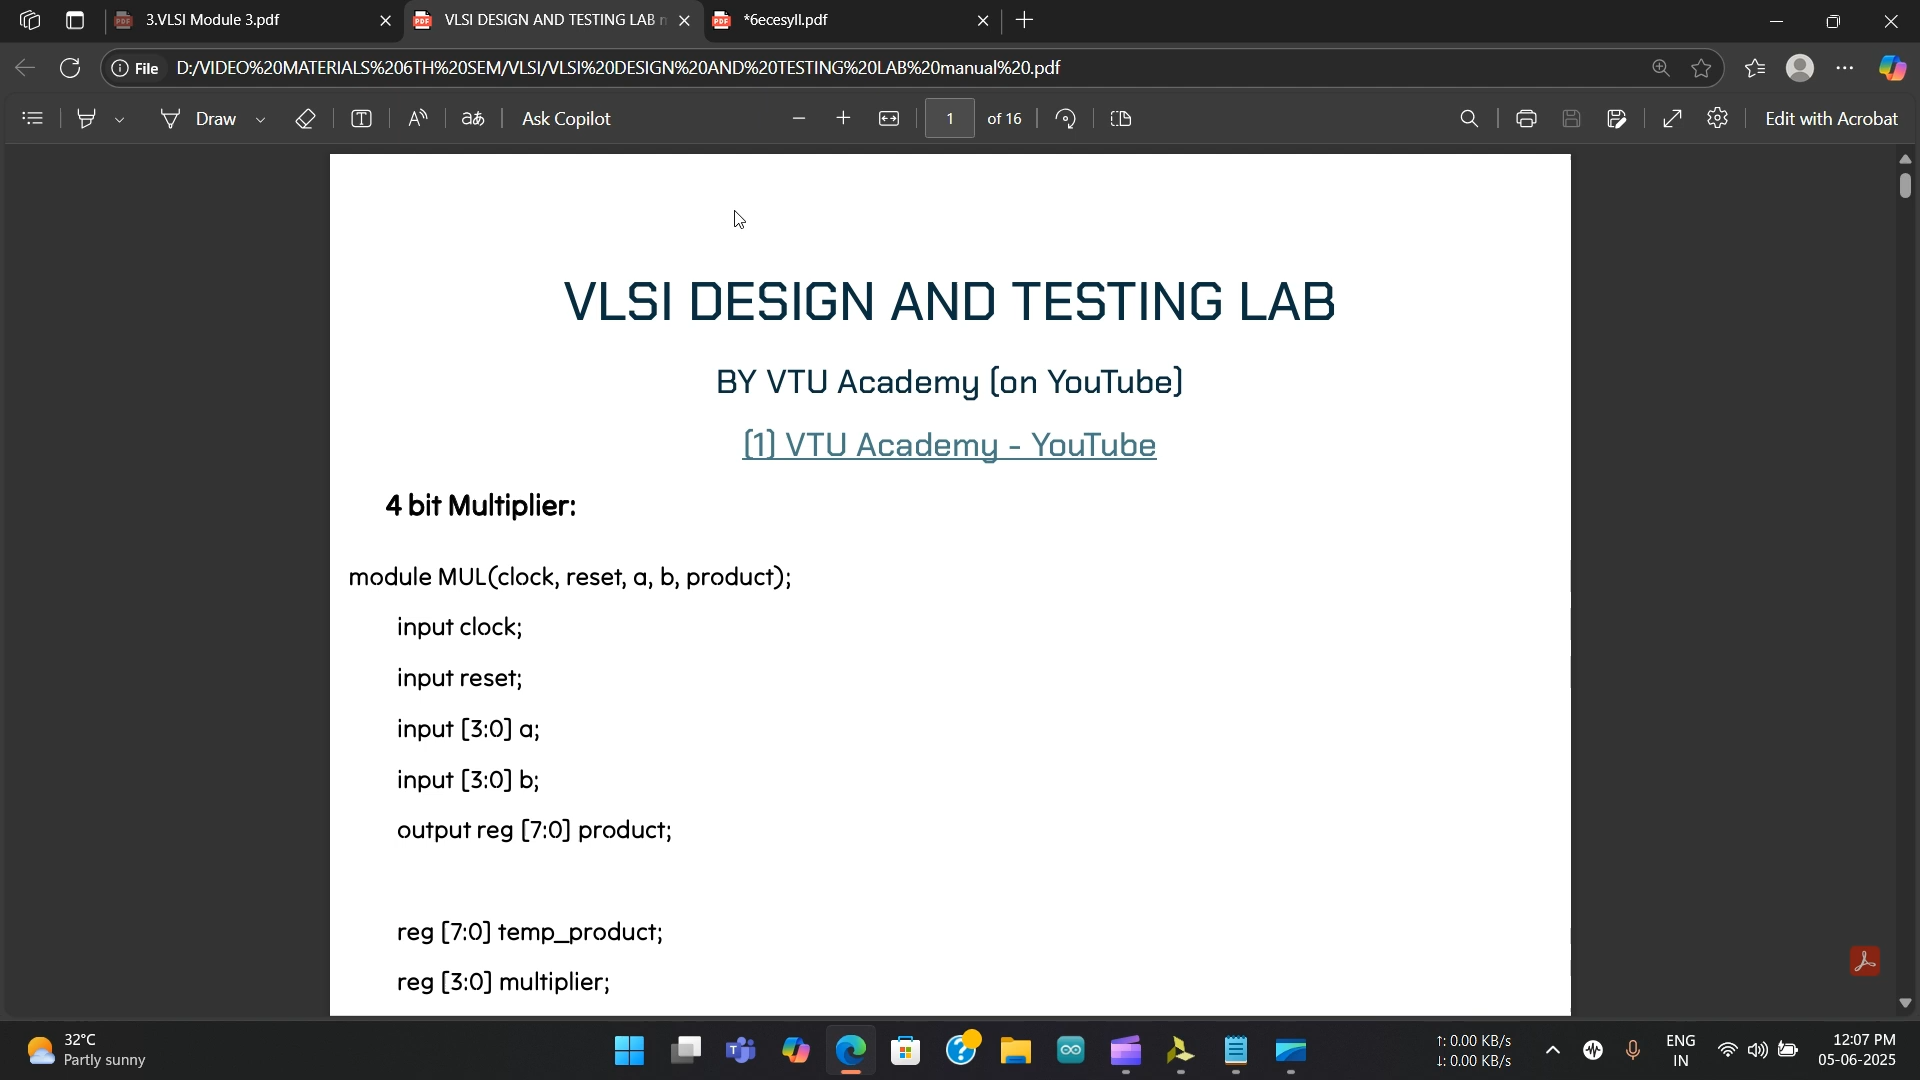 3.VLSI Module 3.pdf
VLSI DESIGN AND TESTING LAB
*6ecesyll.pdf
File
D:/VIDEO%20MATERIALS%206TH%20SEM/VLSI/VLSI%20DESIGN%20AND%20TESTING%20LAB%20manual%20.pdf
Draw
Ask Copilot
1 of 16
Edit with Acrobat
VLSI DESIGN AND TESTING LAB
BY VTU Academy (on YouTube)
(1) VTU Academy - YouTube
4 bit Multiplier:
module MUL(clock, reset, a, b, product);
input clock;
input reset;
input [3:0] a;
input [3:0] b;
output reg [7:0] product;
reg [7:0] temp_product;
reg [3:0] multiplier;
32°C
Partly sunny
↑: 0.00 KB/s
↓: 0.00 KB/s
ENG
IN
12:07 PM
05-06-2025